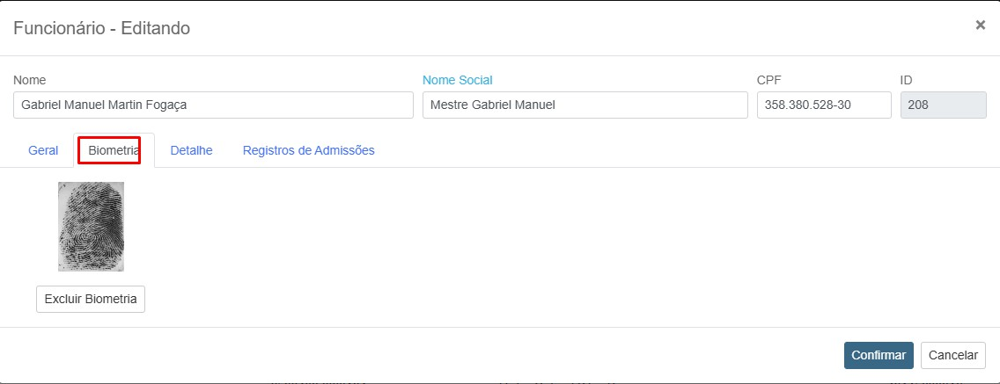 Funcionário - Editando ×
Nome Nome Social CPF ID
Gabriel Manuel Martin Fogaça Mestre Gabriel Manuel 358.380.528-30 208
Geral Biometria Detalhe Registros de Admissões
Excluir Biometria
Confirmar Cancelar